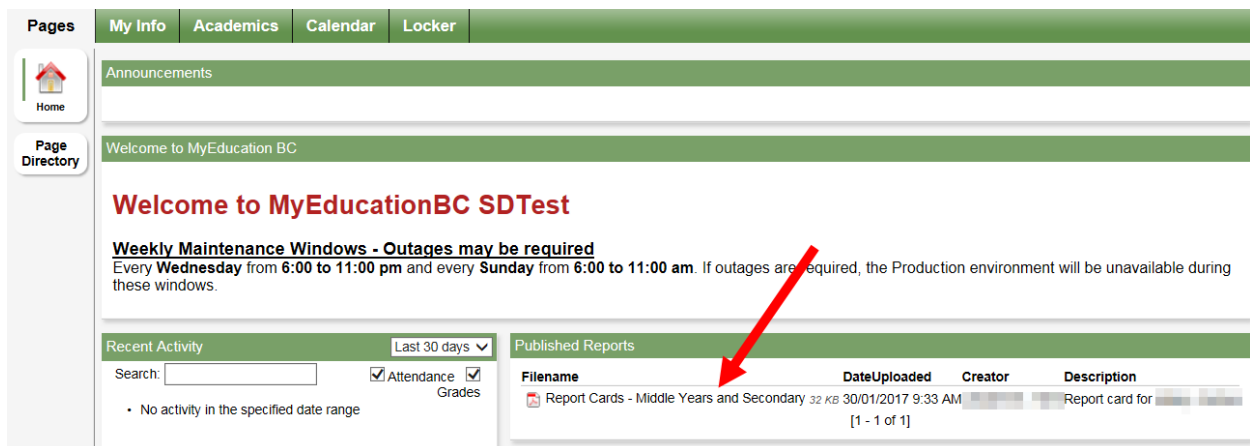 Pages My Info Academics Calendar Locker
Home
Page Directory
Announcements
Welcome to MyEducation BC
Welcome to MyEducationBC SDTest
Weekly Maintenance Windows - Outages may be required
Every Wednesday from 6:00 to 11:00 pm and every Sunday from 6:00 to 11:00 am. If outages are required, the Production environment will be unavailable during
these windows.
Recent Activity Last 30 days
Search: Attendance
Grades
• No activity in the specified date range
Published Reports
Filename DateUploaded Creator Description
Report Cards - Middle Years and Secondary 32 KB 30/01/2017 9:33 AM Report card for
[1 - 1 of 1]